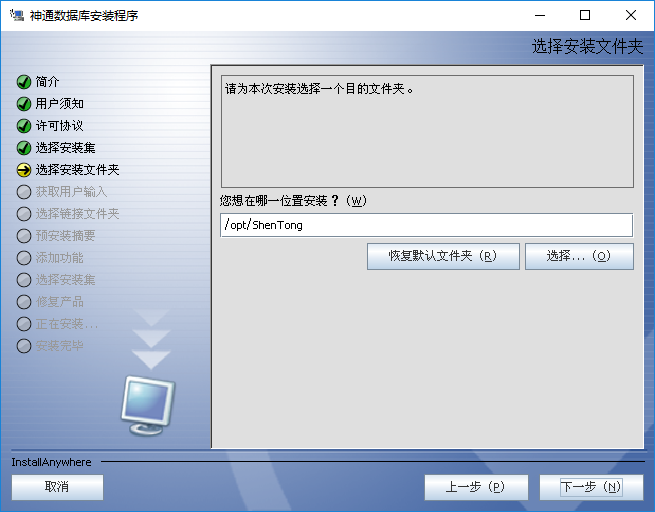 神通数据库安装程序
选择安装文件夹
简介
用户须知
许可协议
选择安装集
选择安装文件夹
获取用户输入
选择链接文件夹
预安装摘要
添加功能
选择安装集
修复产品
正在安装...
安装完毕
请为本次安装选择一个目的文件夹。
您想在哪一位置安装？(W)
/opt/ShenTong
恢复默认文件夹（R）
选择...（O）
InstallAnywhere
取消
上一步（P）
下一步（N）